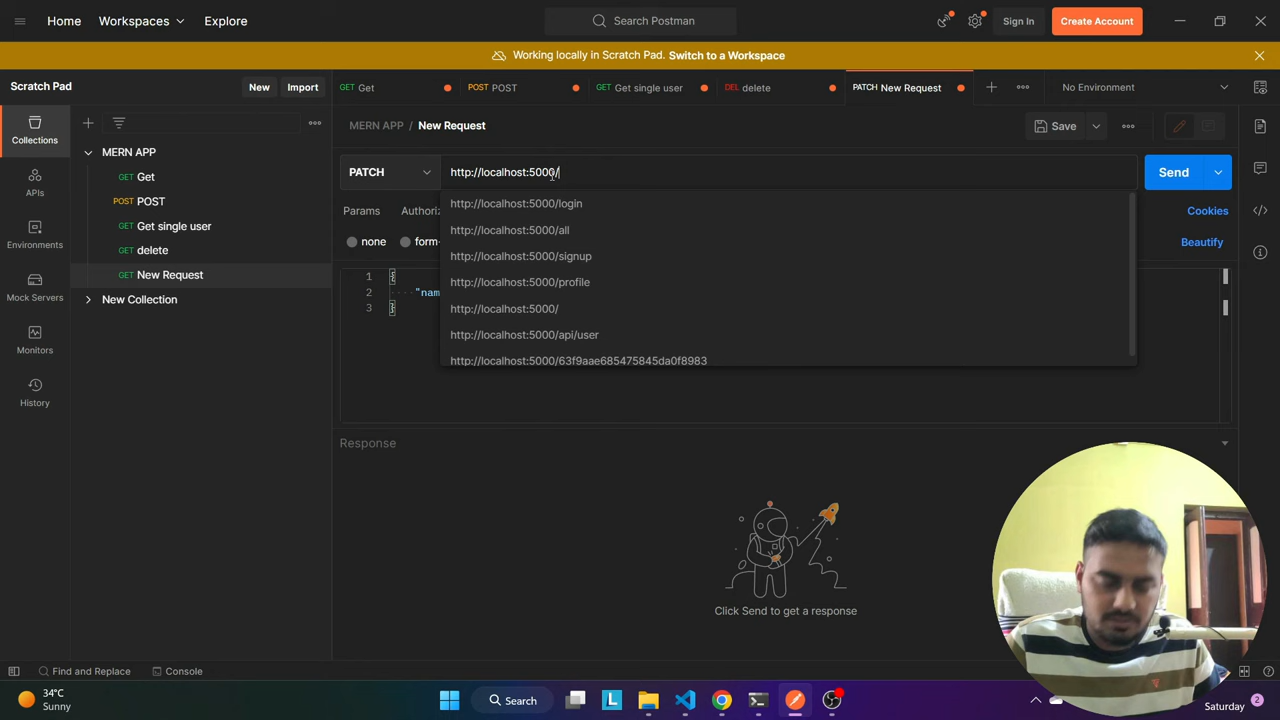 Home Workspaces Explore Search Postman Sign In Create Account
Working locally in Scratch Pad. Switch to a Workspace
Scratch Pad New Import
GET Get POST POST GET Get single user DEL delete PATCH New Request No Environment
MERN APP / New Request Save
Collections
APIs
Environments
Mock Servers
Monitors
History
MERN APP
GET Get
POST POST
GET Get single user
GET delete
GET New Request
New Collection
PATCH http://localhost:5000/ Send
http://localhost:5000/login
http://localhost:5000/all
http://localhost:5000/signup
http://localhost:5000/profile
http://localhost:5000/
http://localhost:5000/api/user
http://localhost:5000/63f9aae685475845da0f8983
Params Authoriz Cookies
none form- Beautify
1 {
2 "nam
3 }
Response
Click Send to get a response
Find and Replace Console
34°C
Sunny
Search
Saturday 2